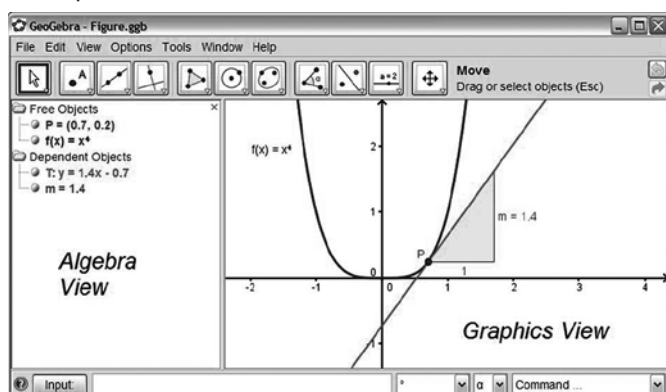 GeoGebra - Figure.ggb
File Edit View Options Tools Window Help
A
α
a=2
Move
Drag or select objects (Esc)
Free Objects
P = (0.7, 0.2)
f(x) = x⁴
Dependent Objects
T: y = 1.4x - 0.7
m = 1.4
Algebra
View
f(x) = x⁴
2
1
0
-1
-2 -1 0 1 2 3 4
P
1
m = 1.4
Graphics View
Input:
°
α
Command ...